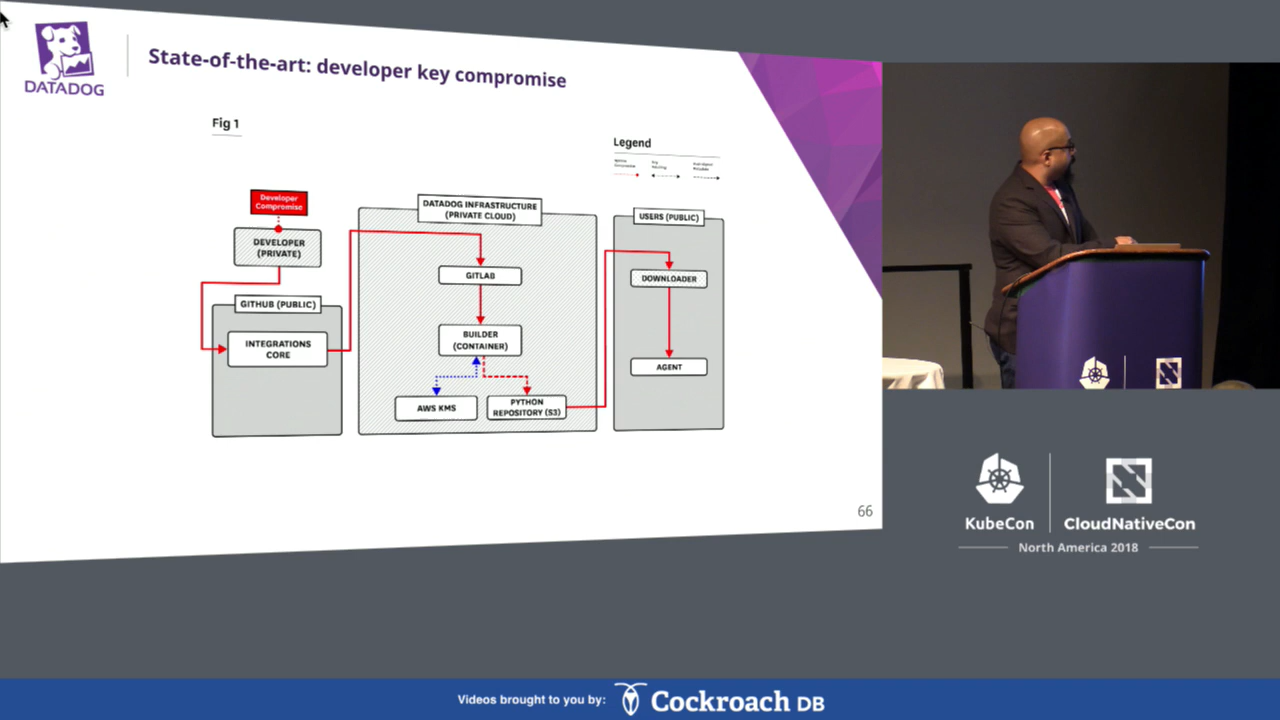 DATADOG
State-of-the-art: developer key compromise
Fig 1
Legend
Developer
Compromise
DEVELOPER
(PRIVATE)
GITHUB (PUBLIC)
INTEGRATIONS
CORE
DATADOG INFRASTRUCTURE
(PRIVATE CLOUD)
GITLAB
BUILDER
(CONTAINER)
AWS KMS
PYTHON
REPOSITORY (S3)
USERS (PUBLIC)
DOWNLOADER
AGENT
66
KubeCon
CloudNativeCon
North America 2018
Videos brought to you by:
Cockroach DB